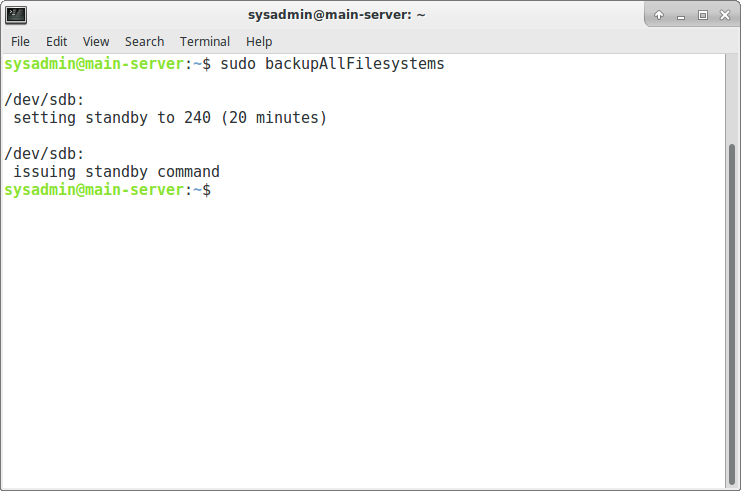 sysadmin@main-server: ~
File Edit View Search Terminal Help
sysadmin@main-server:~$ sudo backupAllFilesystems
/dev/sdb:
setting standby to 240 (20 minutes)
/dev/sdb:
issuing standby command
sysadmin@main-server:~$